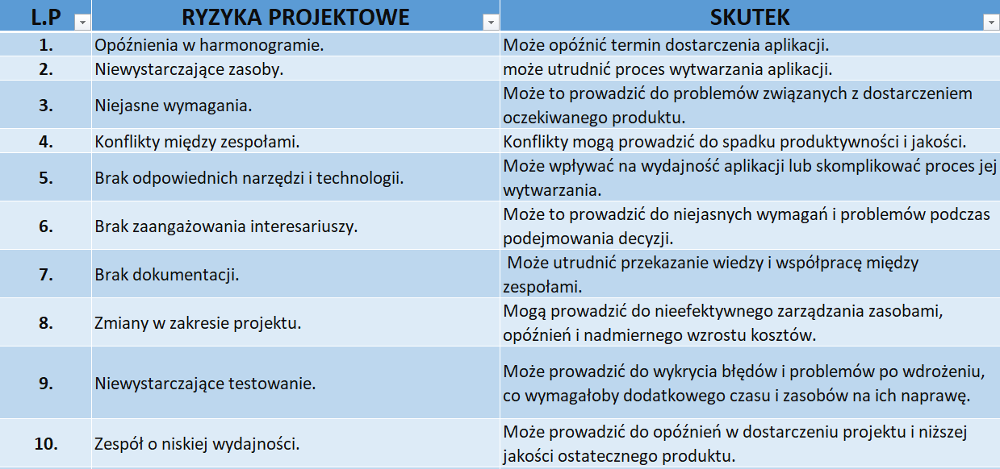 L.P RYZYKA PROJEKTOWE SKUTEK
1. Opóźnienia w harmonogramie. Może opóźnić termin dostarczenia aplikacji.
2. Niewystarczające zasoby. może utrudnić proces wytwarzania aplikacji.
3. Niejasne wymagania. Może to prowadzić do problemów związanych z dostarczeniem
oczekiwanego produktu.
4. Konflikty między zespołami. Konflikty mogą prowadzić do spadku produktywności i jakości.
5. Brak odpowiednich narzędzi i technologii. Może wpływać na wydajność aplikacji lub skomplikować proces jej
wytwarzania.
6. Brak zaangażowania interesariuszy. Może to prowadzić do niejasnych wymagań i problemów podczas
podejmowania decyzji.
7. Brak dokumentacji. Może utrudnić przekazanie wiedzy i współpracę między
zespołami.
8. Zmiany w zakresie projektu. Mogą prowadzić do nieefektywnego zarządzania zasobami,
opóźnień i nadmiernego wzrostu kosztów.
9. Niewystarczające testowanie. Może prowadzić do wykrycia błędów i problemów po wdrożeniu,
co wymagałoby dodatkowego czasu i zasobów na ich naprawę.
10. Zespół o niskiej wydajności. Może prowadzić do opóźnień w dostarczeniu projektu i niższej
jakości ostatecznego produktu.